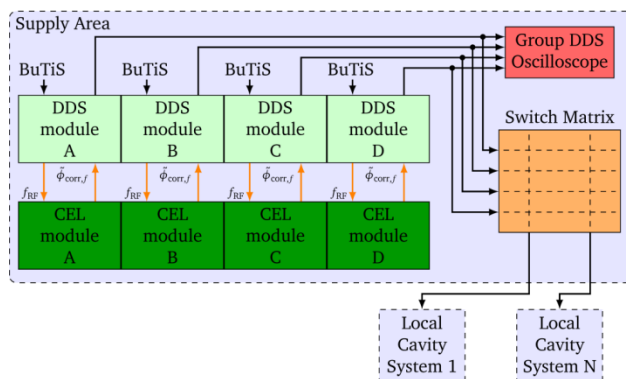 Supply Area
Group DDS
Oscilloscope
BuTiS BuTiS BuTiS BuTiS
DDS
module
A
DDS
module
B
DDS
module
C
DDS
module
D
Switch Matrix
f_RF φ̃_corr,f f_RF φ̃_corr,f f_RF φ̃_corr,f f_RF φ̃_corr,f
CEL
module
A
CEL
module
B
CEL
module
C
CEL
module
D
Local
Cavity
System 1
Local
Cavity
System N